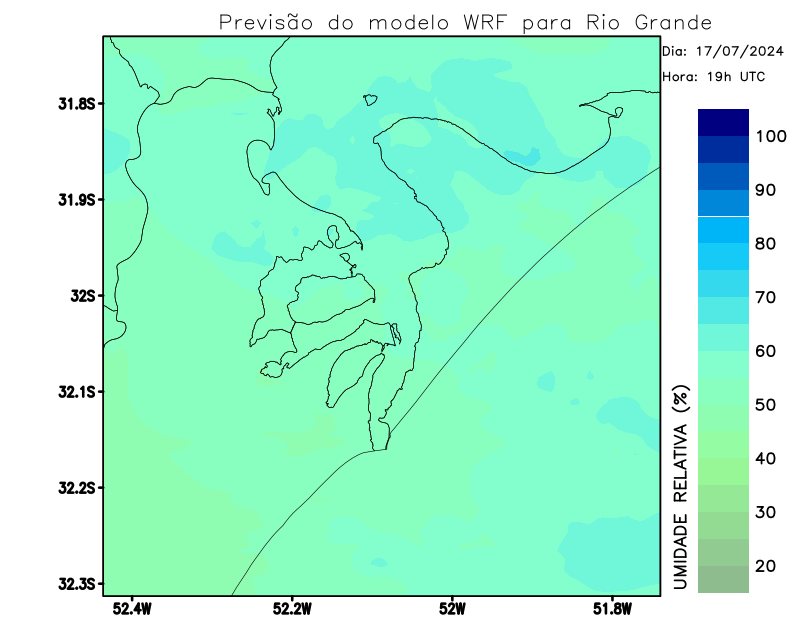 Previsão do modelo WRF para Rio Grande
Dia: 17/07/2024
Hora: 19h UTC
31.8S
31.9S
32S
32.1S
32.2S
32.3S
52.4W
52.2W
52W
51.8W
100
90
80
70
60
50
40
30
20
UMIDADE RELATIVA (%)